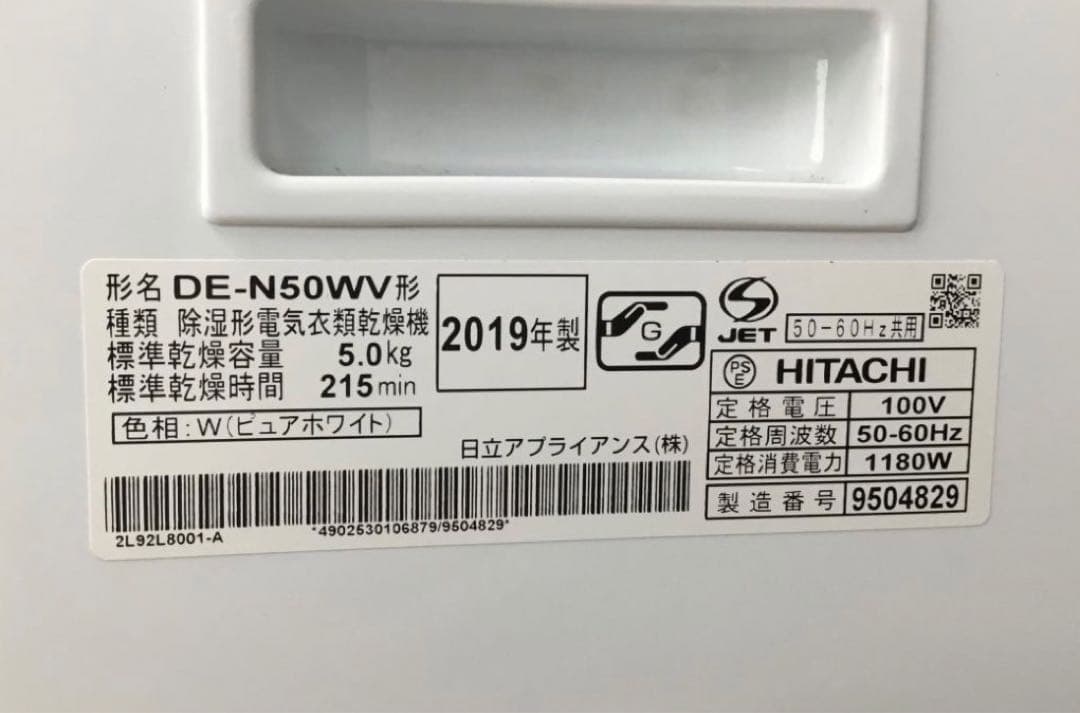 形名 DE-N50WV形
種類 除湿形電気衣類乾燥機
標準乾燥容量 5.0kg
標準乾燥時間 215min
色相:W(ピュアホワイト)
2019年製
G
S
JET
50-60Hz共用
PS
E
HITACHI
定格電圧 100V
定格周波数 50-60Hz
定格消費電力 1180W
製造番号 9504829
日立アプライアンス(株)
*4902530106879/9504829*
2L92L8001-A